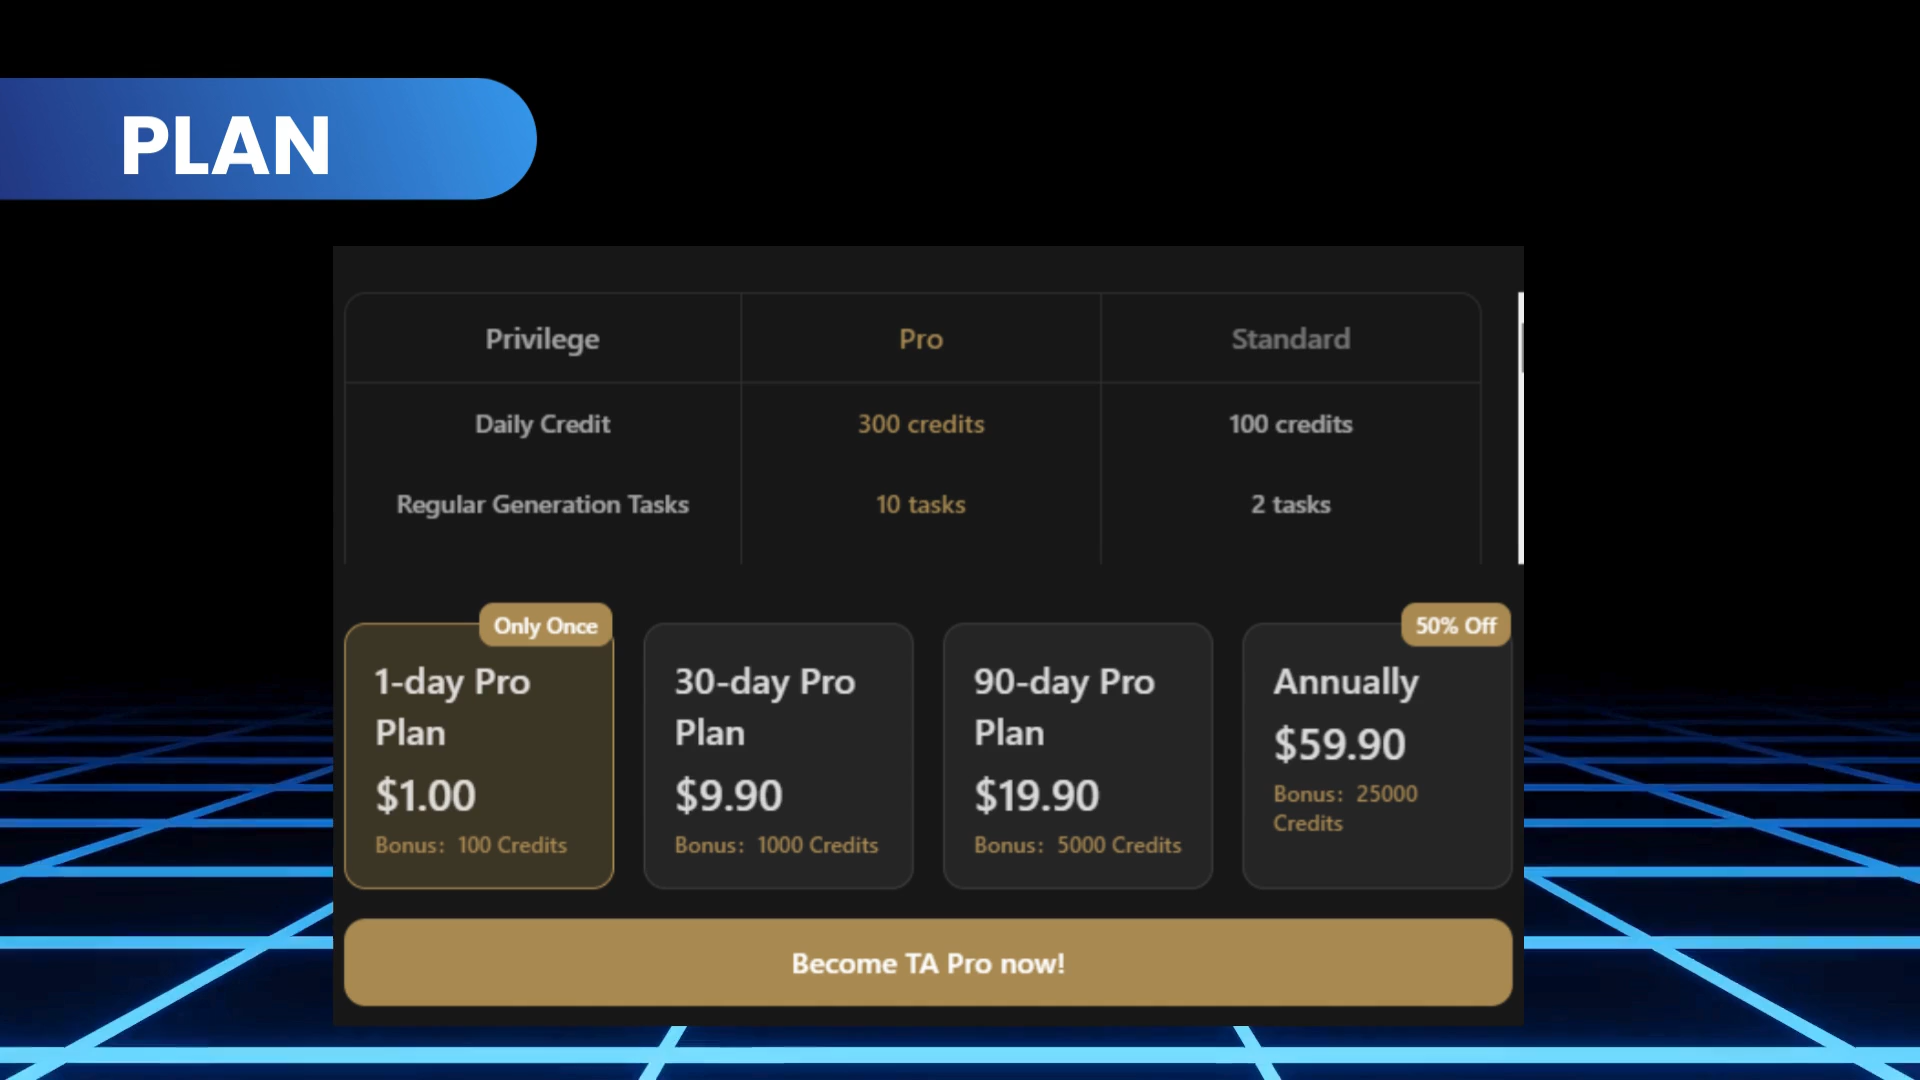 PLAN
Privilege Pro Standard
Daily Credit 300 credits 100 credits
Regular Generation Tasks 10 tasks 2 tasks
Only Once
1-day Pro
Plan
$1.00
Bonus: 100 Credits
30-day Pro
Plan
$9.90
Bonus: 1000 Credits
90-day Pro
Plan
$19.90
Bonus: 5000 Credits
50% Off
Annually
$59.90
Bonus: 25000
Credits
Become TA Pro now!